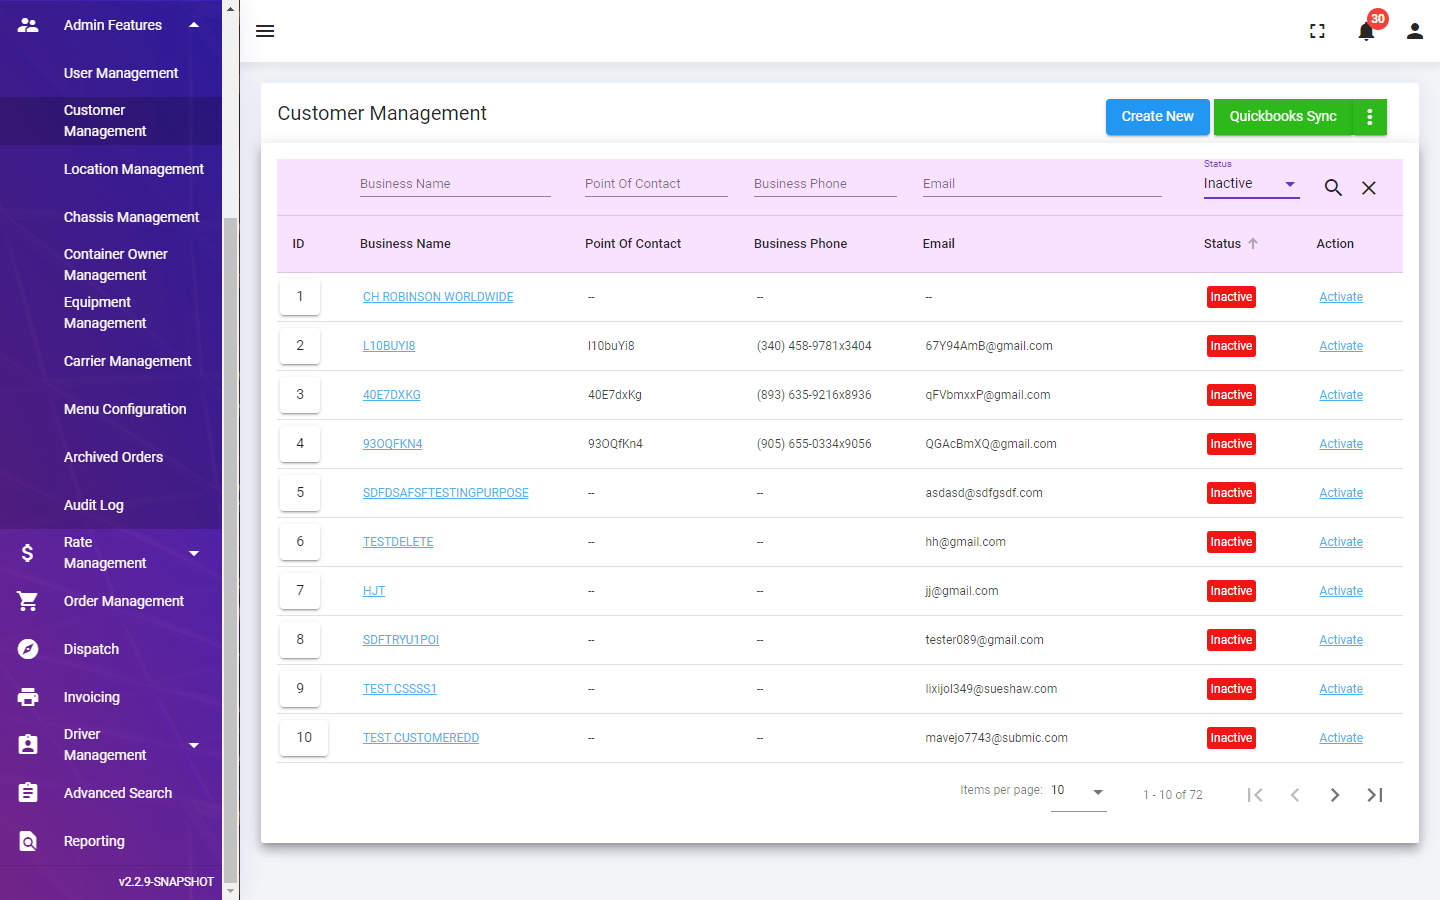 Admin Features
User Management
Customer
Management
Location Management
Chassis Management
Container Owner
Management
Equipment
Management
Carrier Management
Menu Configuration
Archived Orders
Audit Log
Rate
Management
Order Management
Dispatch
Invoicing
Driver
Management
Advanced Search
Reporting
v2.2.9-SNAPSHOT
30
Customer Management
Create New
Quickbooks Sync
Business Name Point Of Contact Business Phone Email Status Inactive
ID Business Name Point Of Contact Business Phone Email Status Action
1 CH ROBINSON WORLDWIDE -- -- -- Inactive Activate
2 L10BUYI8 l10buYi8 (340) 458-9781x3404 67Y94AmB@gmail.com Inactive Activate
3 40E7DXKG 40E7dxKg (893) 635-9216x8936 qFVbmxxP@gmail.com Inactive Activate
4 93OQFKN4 93OQfKn4 (905) 655-0334x9056 QGAcBmXQ@gmail.com Inactive Activate
5 SDFDSAFSFTESTINGPURPOSE -- -- asdasd@sdfgsdf.com Inactive Activate
6 TESTDELETE -- -- hh@gmail.com Inactive Activate
7 HJT -- -- jj@gmail.com Inactive Activate
8 SDFTRYU1POI -- -- tester089@gmail.com Inactive Activate
9 TEST CSSSS1 -- -- lixijol349@sueshaw.com Inactive Activate
10 TEST CUSTOMEREDD -- -- mavejo7743@submic.com Inactive Activate
Items per page: 10 1 - 10 of 72